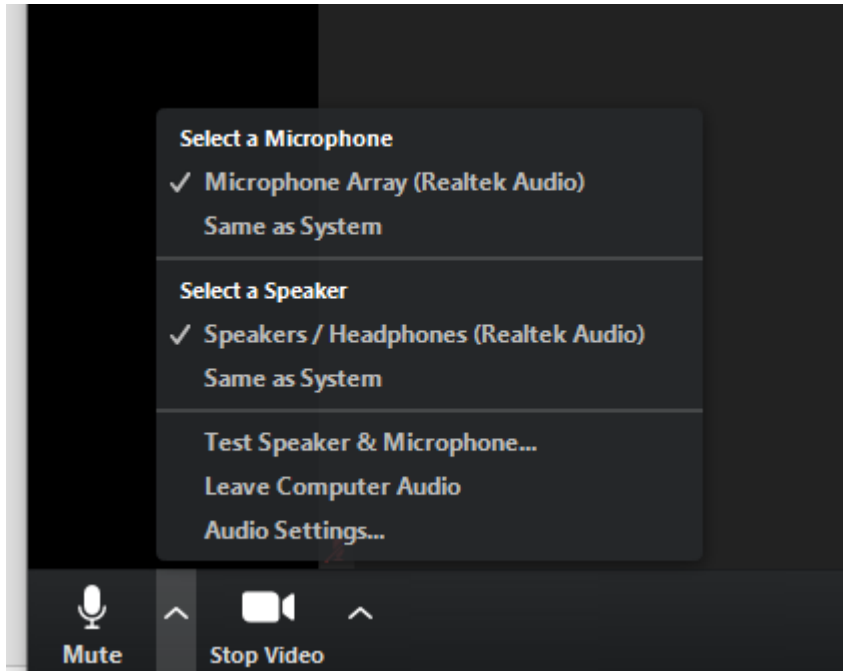 Select a Microphone
Microphone Array (Realtek Audio)
Same as System
Select a Speaker
Speakers / Headphones (Realtek Audio)
Same as System
Test Speaker & Microphone...
Leave Computer Audio
Audio Settings...
Mute
Stop Video